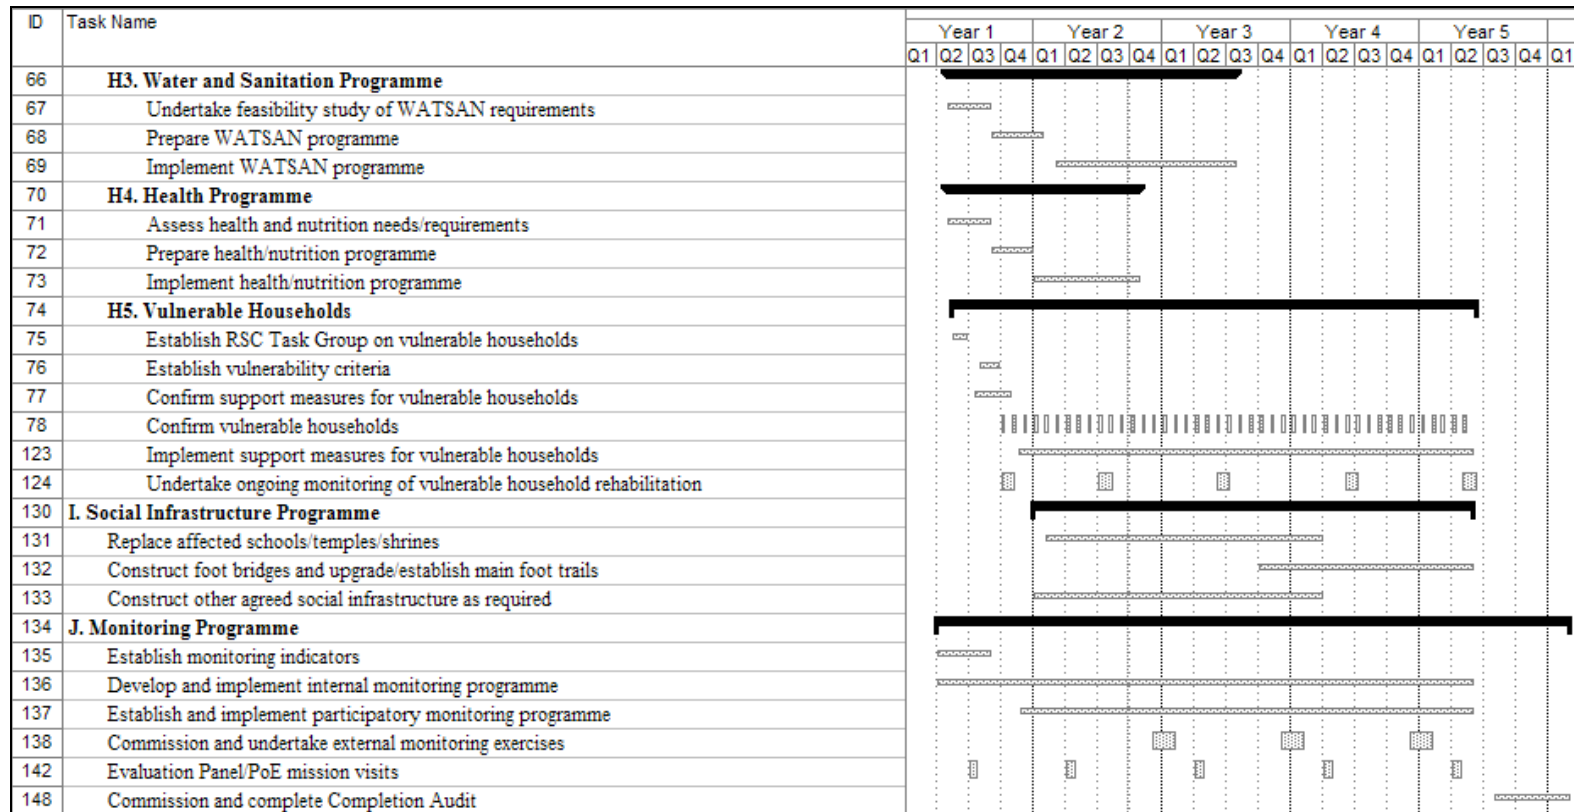 ID Task Name
Year 1 Year 2 Year 3 Year 4 Year 5
Q1 Q2 Q3 Q4 Q1 Q2 Q3 Q4 Q1 Q2 Q3 Q4 Q1 Q2 Q3 Q4 Q1 Q2 Q3 Q4 Q1
66 H3. Water and Sanitation Programme
67 Undertake feasibility study of WATSAN requirements
68 Prepare WATSAN programme
69 Implement WATSAN programme
70 H4. Health Programme
71 Assess health and nutrition needs/requirements
72 Prepare health/nutrition programme
73 Implement health/nutrition programme
74 H5. Vulnerable Households
75 Establish RSC Task Group on vulnerable households
76 Establish vulnerability criteria
77 Confirm support measures for vulnerable households
78 Confirm vulnerable households
123 Implement support measures for vulnerable households
124 Undertake ongoing monitoring of vulnerable household rehabilitation
130 I. Social Infrastructure Programme
131 Replace affected schools/temples/shrines
132 Construct foot bridges and upgrade/establish main foot trails
133 Construct other agreed social infrastructure as required
134 J. Monitoring Programme
135 Establish monitoring indicators
136 Develop and implement internal monitoring programme
137 Establish and implement participatory monitoring programme
138 Commission and undertake external monitoring exercises
142 Evaluation Panel/PoE mission visits
148 Commission and complete Completion Audit